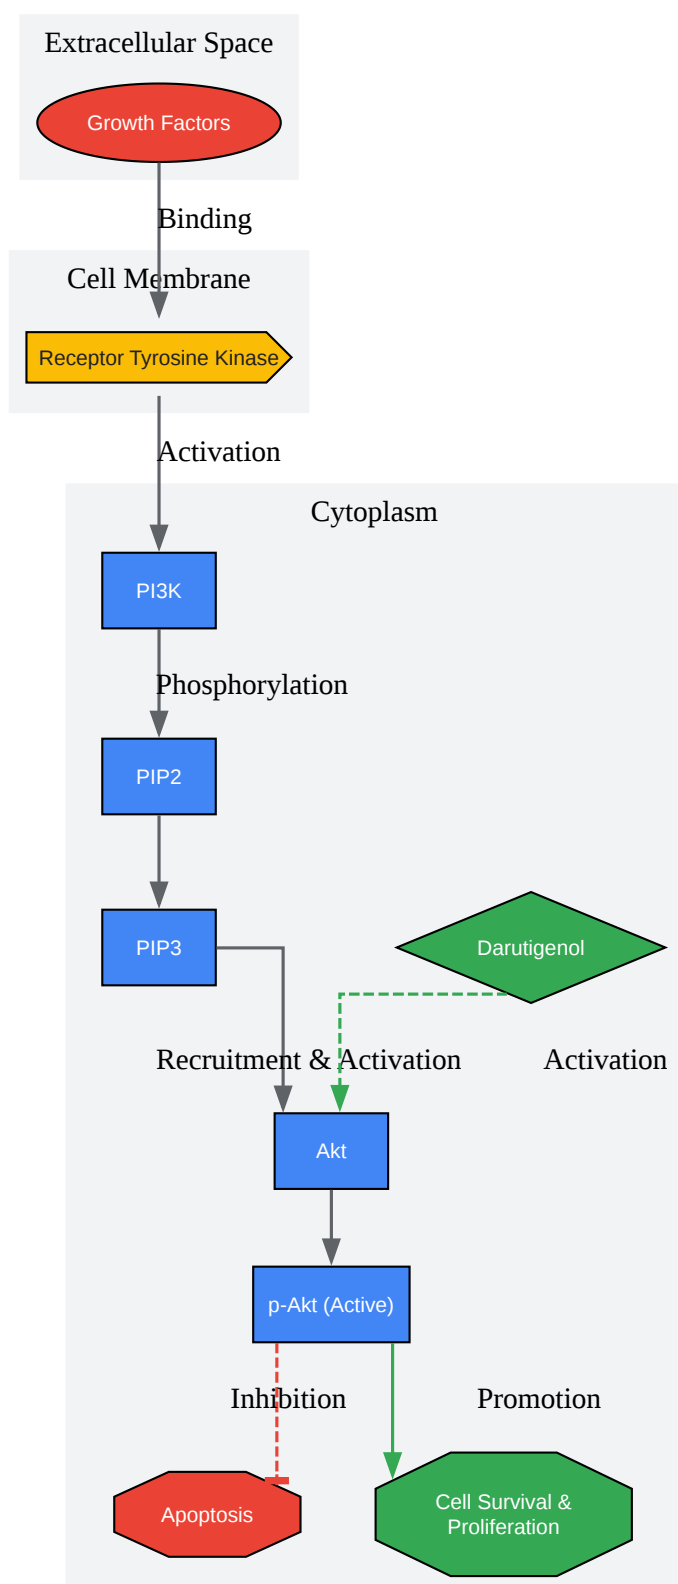 Extracellular Space
Growth Factors
Binding
Cell Membrane
Receptor Tyrosine Kinase
Activation
Cytoplasm
PI3K
Phosphorylation
PIP2
PIP3
Darutigenol
Recruitment & Activation
Activation
Akt
p-Akt (Active)
Inhibition
Promotion
Apoptosis
Cell Survival &
Proliferation